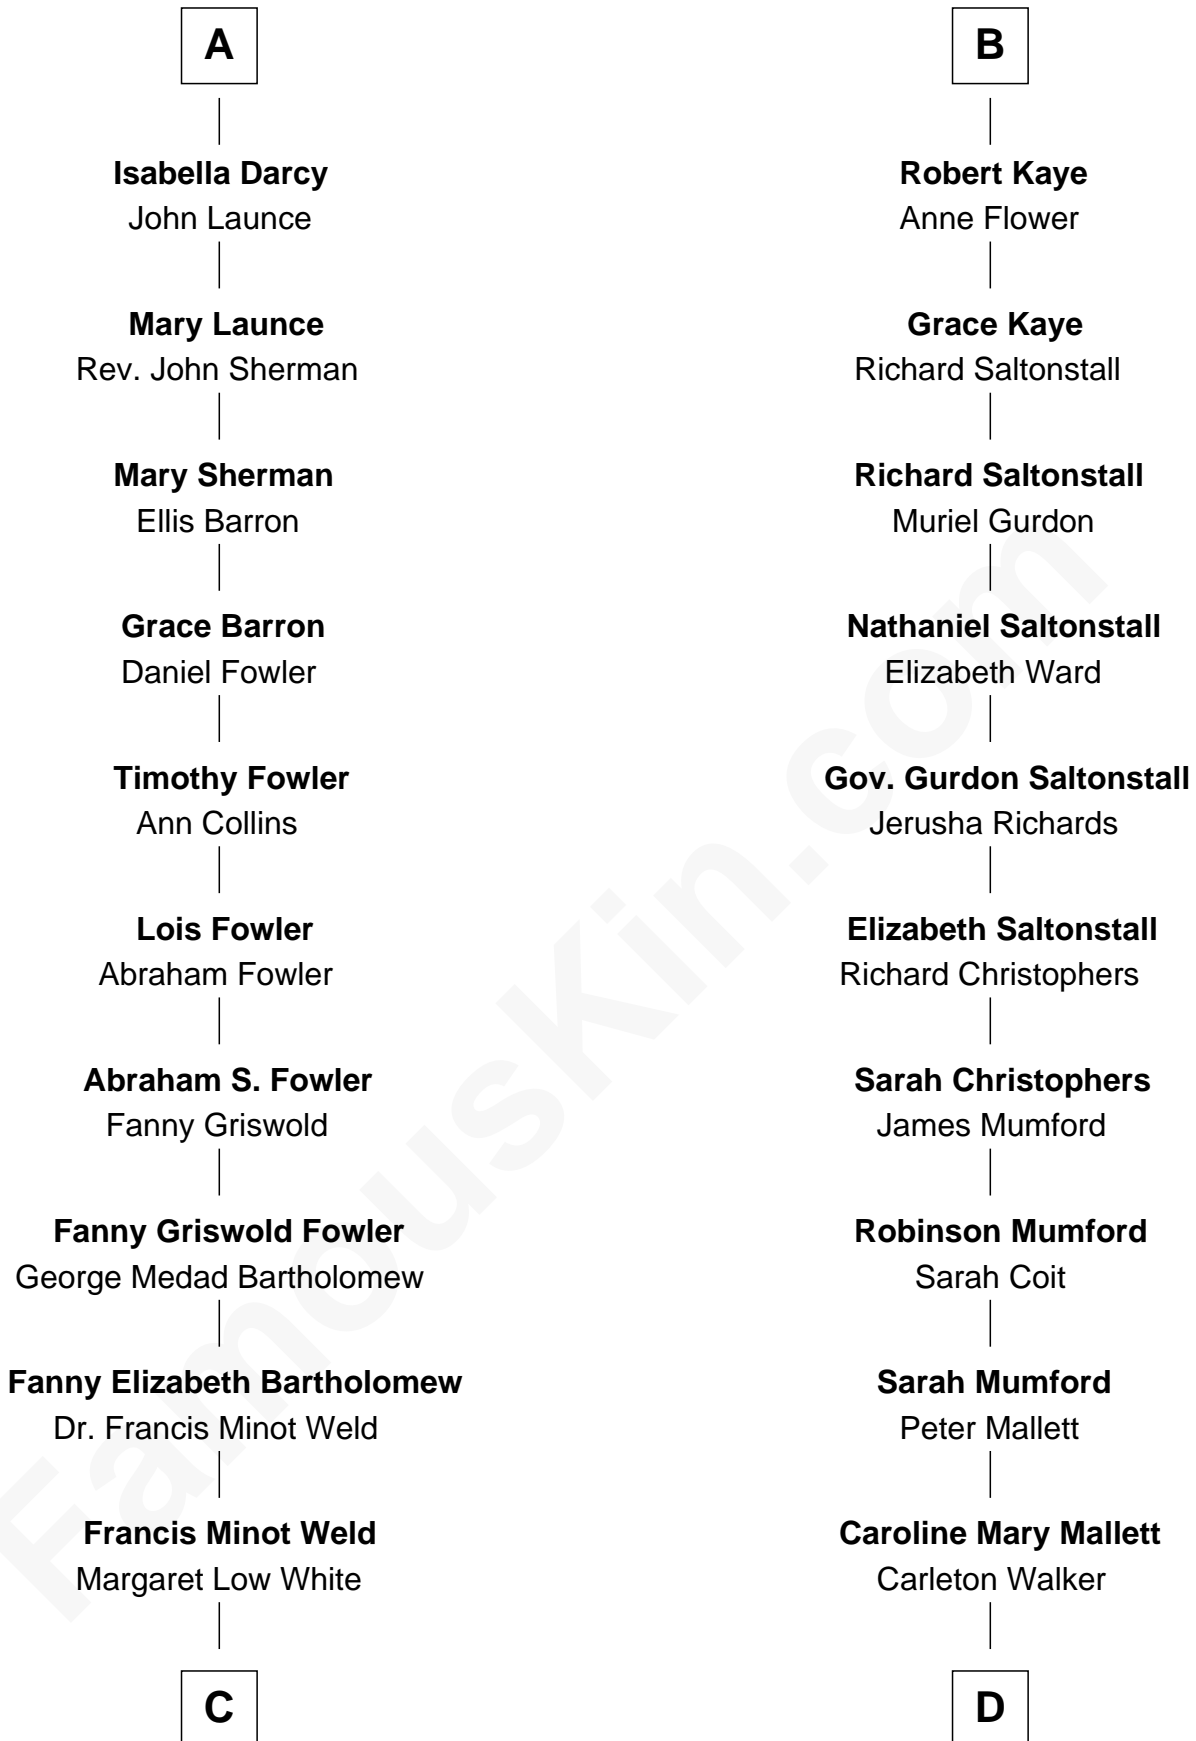 A
Isabella Darcy
John Launce
Mary Launce
Rev. John Sherman
Mary Sherman
Ellis Barron
Grace Barron
Daniel Fowler
Timothy Fowler
Ann Collins
Lois Fowler
Abraham Fowler
Abraham S. Fowler
Fanny Griswold
Fanny Griswold Fowler
George Medad Bartholomew
Fanny Elizabeth Bartholomew
Dr. Francis Minot Weld
Francis Minot Weld
Margaret Low White
C
B
Robert Kaye
Anne Flower
Grace Kaye
Richard Saltonstall
Richard Saltonstall
Muriel Gurdon
Nathaniel Saltonstall
Elizabeth Ward
Gov. Gurdon Saltonstall
Jerusha Richards
Elizabeth Saltonstall
Richard Christophers
Sarah Christophers
James Mumford
Robinson Mumford
Sarah Coit
Sarah Mumford
Peter Mallett
Caroline Mary Mallett
Carleton Walker
D
FamousKin.com